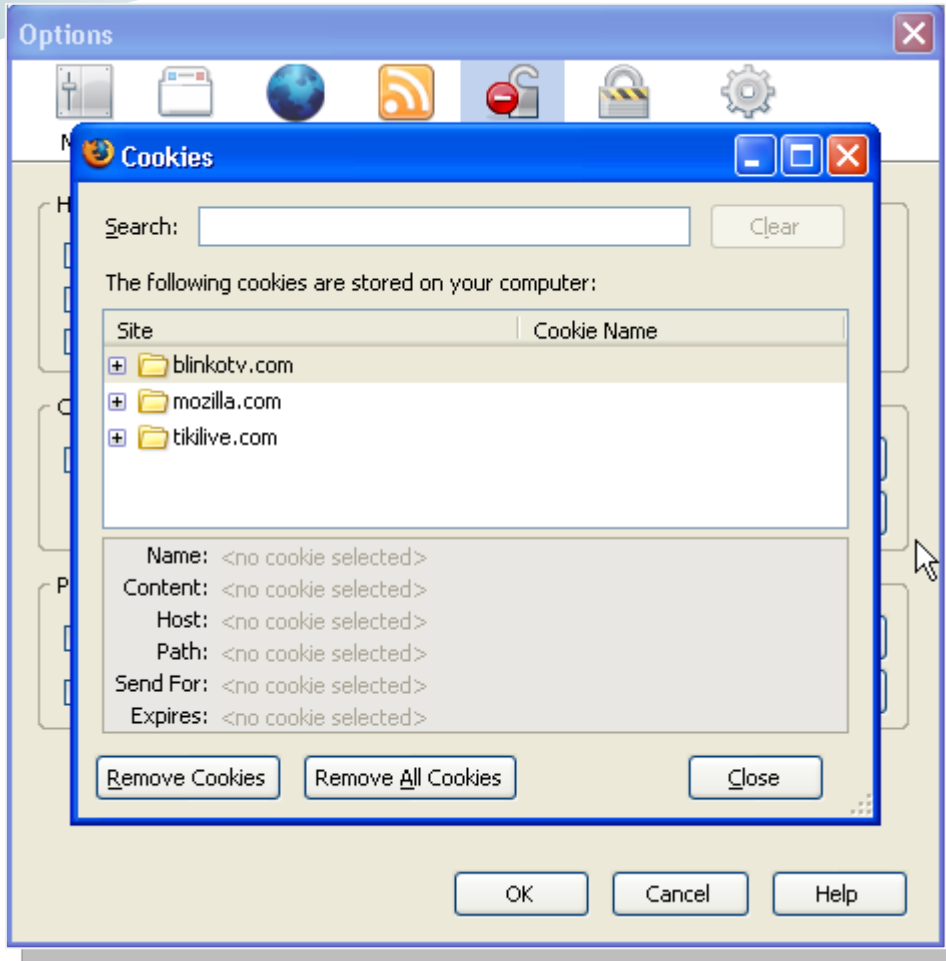 Options
M
Cookies
H
Search:
Clear
The following cookies are stored on your computer:
Site Cookie Name
blinkotv.com
mozilla.com
tikilive.com
C
Name: <no cookie selected>
Content: <no cookie selected>
P
Host: <no cookie selected>
Path: <no cookie selected>
Send For: <no cookie selected>
Expires: <no cookie selected>
Remove Cookies Remove All Cookies Close
OK Cancel Help